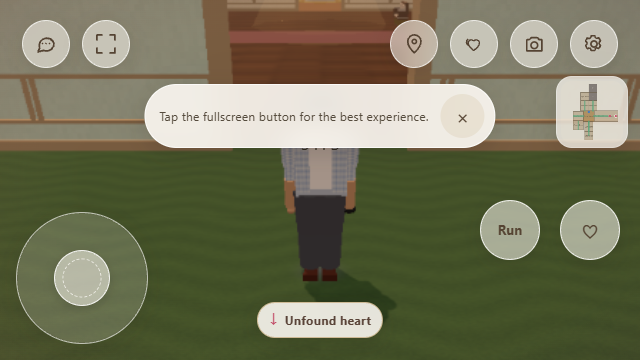 Tap the fullscreen button for the best experience.
Run
Unfound heart